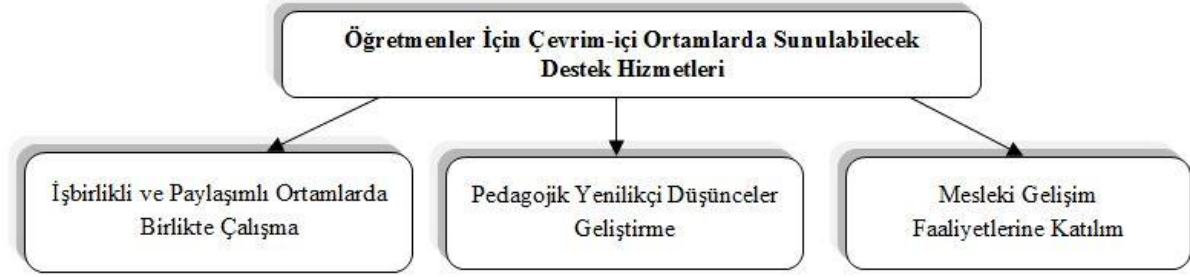 Öğretmenler İçin Çevrim-içi Ortamlarda Sunulabilecek
Destek Hizmetleri
İşbirlikli ve Paylaşımlı Ortamlarda
Birlikte Çalışma
Pedagojik Yenilikçi Düşünceler
Geliştirme
Mesleki Gelişim
Faaliyetlerine Katılım